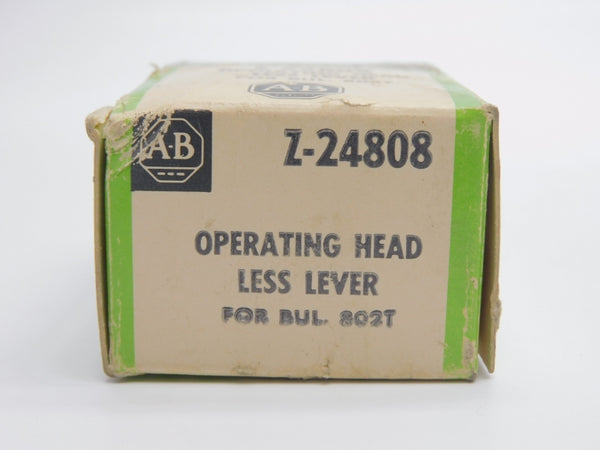 A-B
A-B
Z-24808
OPERATING HEAD
LESS LEVER
FOR BUL. 802T